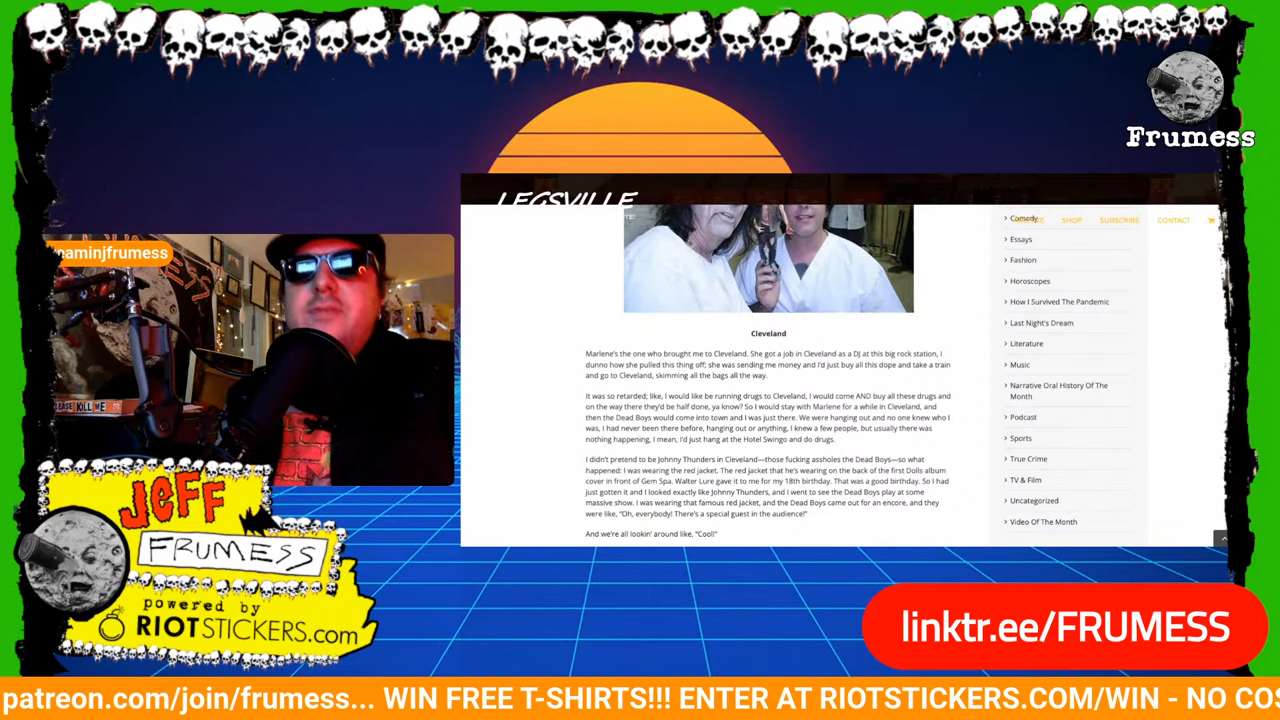 Frumess
LEGSVILLE
SHOP
SUBSCRIBE
CONTACT
Comedy
Essays
Fashion
Horoscopes
How I Survived The Pandemic
Last Night's Dream
Literature
Music
Narrative Oral History Of The
Month
Podcast
Sports
True Crime
TV & Film
Uncategorized
Video Of The Month
Cleveland
Marlene's the one who brought me to Cleveland. She got a job in Cleveland as a DJ at this big rock station, I
dunno how she pulled this thing off; she was sending me money and I'd just buy all this dope and take a train
and go to Cleveland, skimming all the bags all the way.
It was so retarded; like, I would like be running drugs to Cleveland, I would come AND buy all these drugs and
on the way there they'd be half done, ya know? So I would stay with Marlene for a while in Cleveland, and
then the Dead Boys would come into town and I was just there. We were hanging out and no one knew who I
was, I had never been there before, hanging out or anything, I knew a few people, but usually there was
nothing happening, I mean, I'd just hang at the Hotel Swingo and do drugs.
I didn't pretend to be Johnny Thunders in Cleveland—those fucking assholes the Dead Boys—so what
happened: I was wearing the red jacket. The red jacket that he's wearing on the back of the first Dolls album
cover in front of Gem Spa. Walter Lure gave it to me for my 18th birthday. That was a good birthday. So I had
just gotten it and I looked exactly like Johnny Thunders, and I went to see the Dead Boys play at some
massive show. I was wearing that famous red jacket, and the Dead Boys came out for an encore, and they
were like, "Oh, everybody! There's a special guest in the audience!"
And we're all lookin' around like, "Cool!"
eaminjfrumess
LEASE KILL ME
JEFF
FRUMESS
powered by
RIOTSTICKERS.com
linktr.ee/FRUMESS
patreon.com/join/frumess... WIN FREE T-SHIRTS!!! ENTER AT RIOTSTICKERS.COM/WIN - NO COS